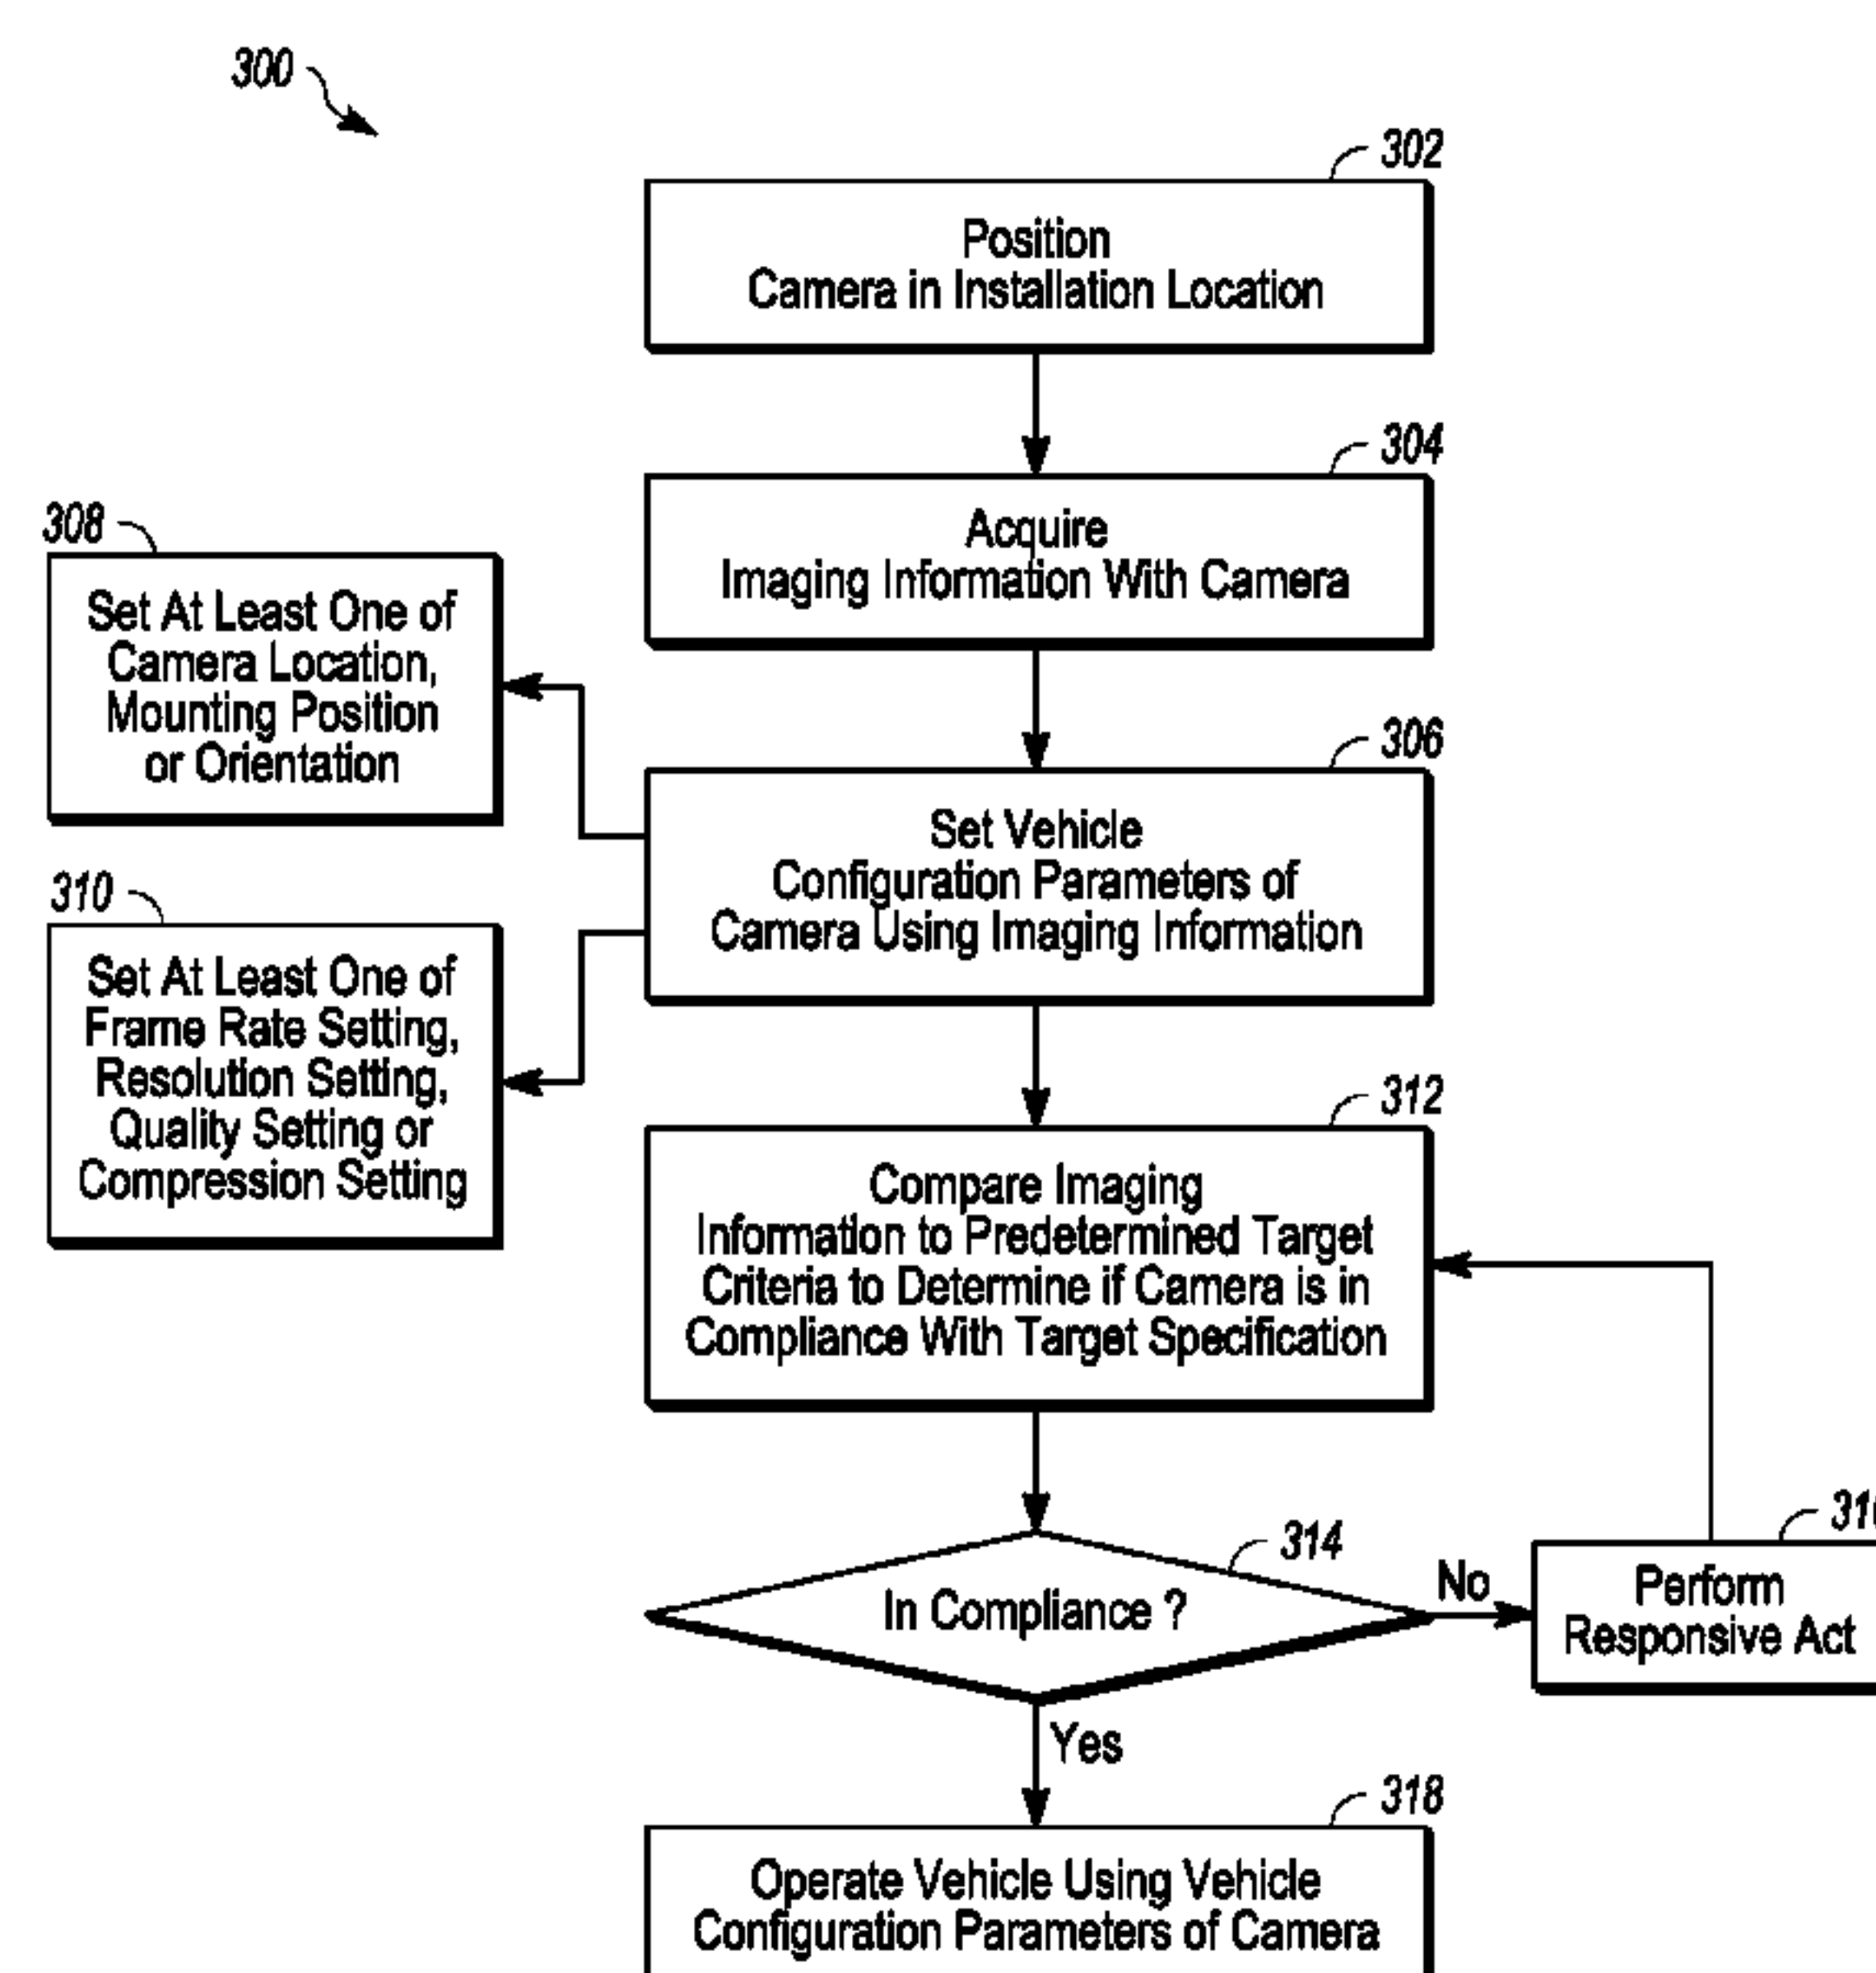 300
302
Position
Camera in Installation Location
304
Acquire
Imaging Information With Camera
308
Set At Least One of
Camera Location,
Mounting Position
or Orientation
306
Set Vehicle
Configuration Parameters of
Camera Using Imaging Information
310
Set At Least One of
Frame Rate Setting,
Resolution Setting,
Quality Setting or
Compression Setting
312
Compare Imaging
Information to Predetermined Target
Criteria to Determine if Camera is in
Compliance With Target Specification
314
In Compliance ?
No
Perform
Responsive Act
Yes
318
Operate Vehicle Using Vehicle
Configuration Parameters of Camera